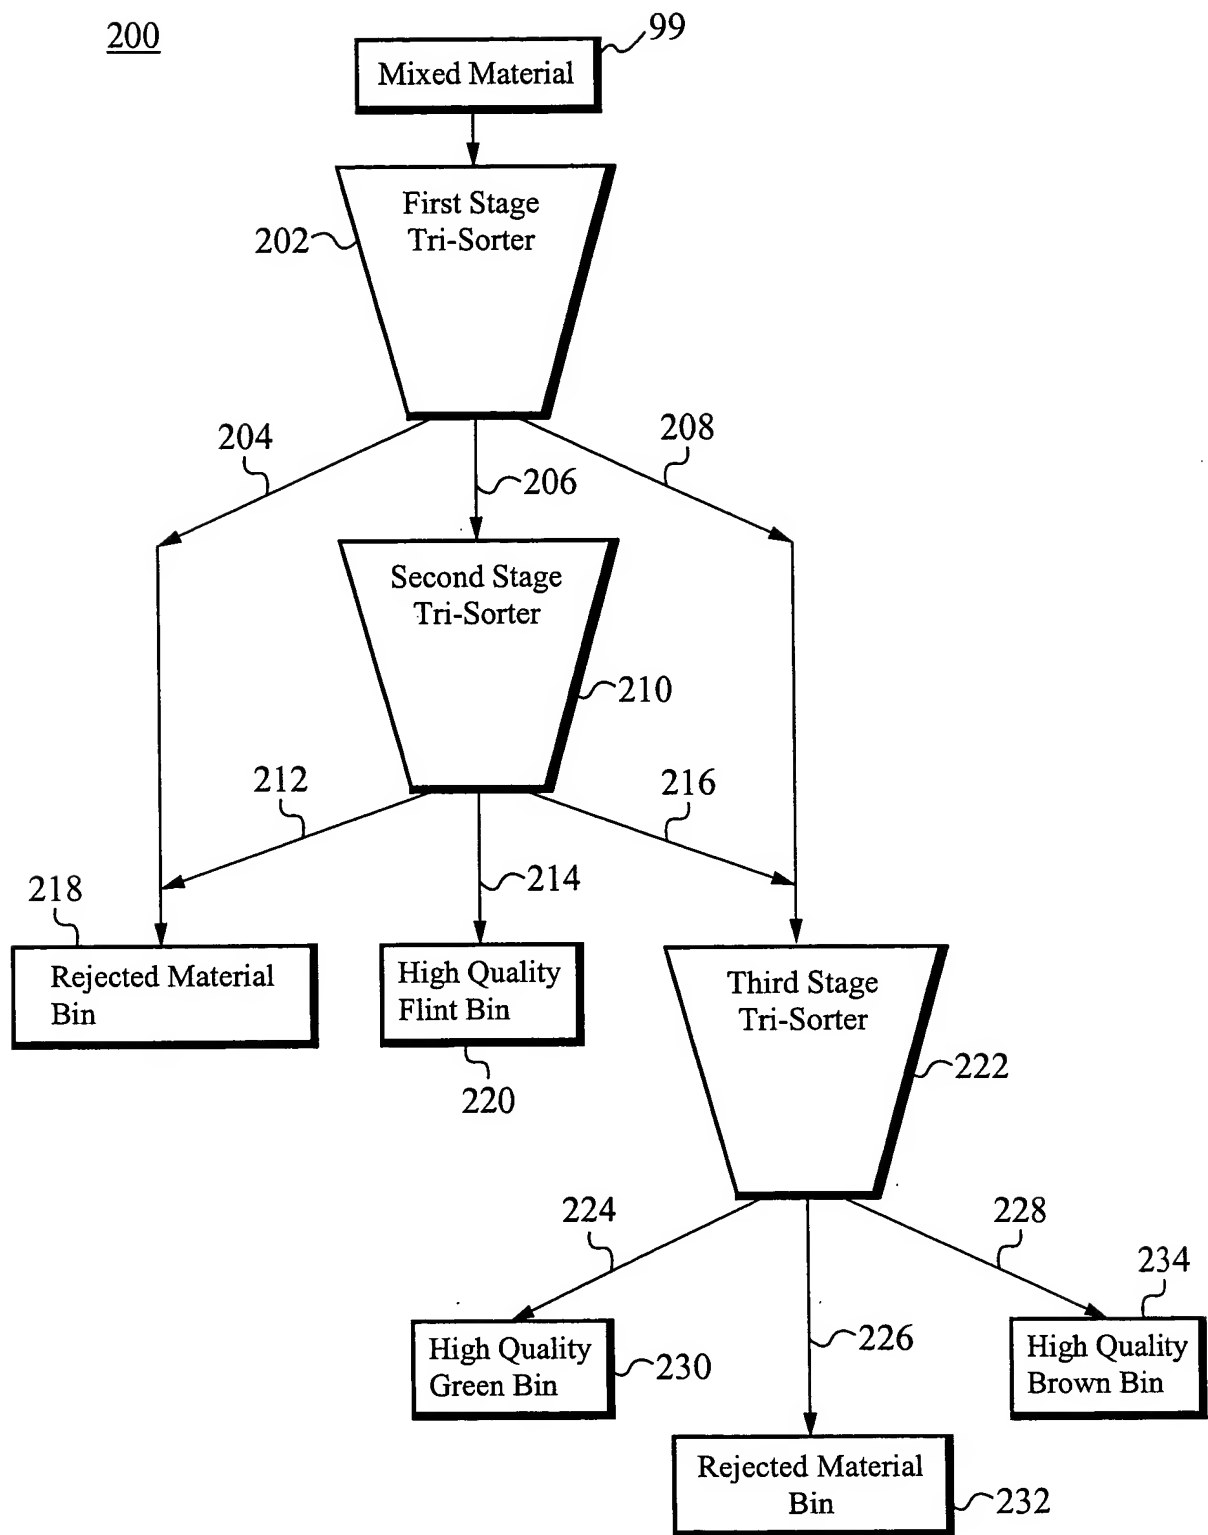 200
99
Mixed Material
First Stage
Tri-Sorter
202
204
208
206
Second Stage
Tri-Sorter
210
212
216
214
218
Rejected Material
Bin
High Quality
Flint Bin
220
Third Stage
Tri-Sorter
222
224
228
234
226
High Quality
Green Bin
230
High Quality
Brown Bin
Rejected Material
Bin
232